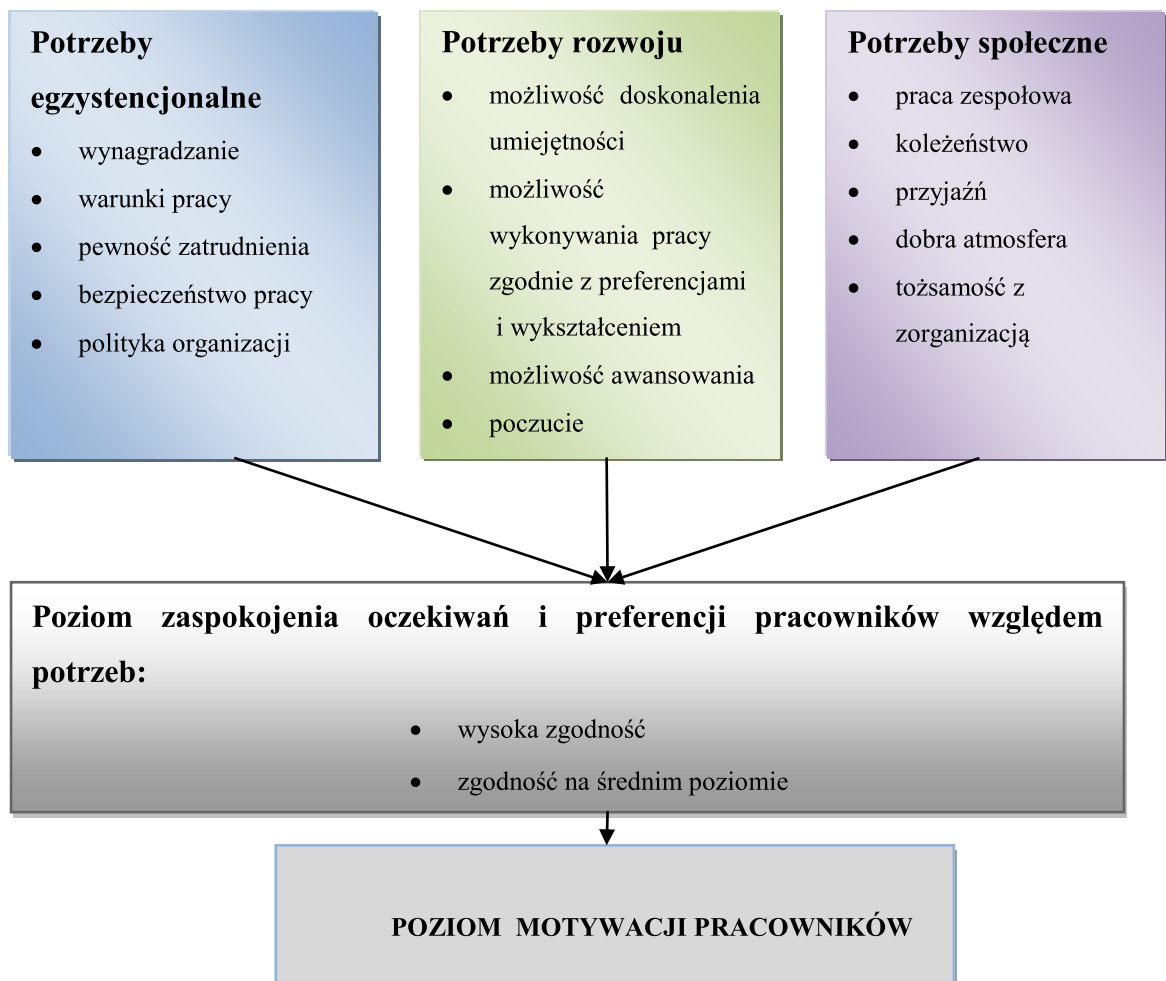 Potrzeby
egzystencjonalne
• wynagradzanie
• warunki pracy
• pewność zatrudnienia
• bezpieczeństwo pracy
• polityka organizacji
Potrzeby rozwoju
• możliwość doskonalenia
umiejętności
• możliwość
wykonywania pracy
zgodnie z preferencjami
i wykształceniem
• możliwość awansowania
• poczucie
Potrzeby społeczne
• praca zespołowa
• koleżeństwo
• przyjaźń
• dobra atmosfera
• tożsamość z
zorganizacją
Poziom zaspokojenia oczekiwań i preferencji pracowników względem
potrzeb:
• wysoka zgodność
• zgodność na średnim poziomie
POZIOM MOTYWACJI PRACOWNIKÓW